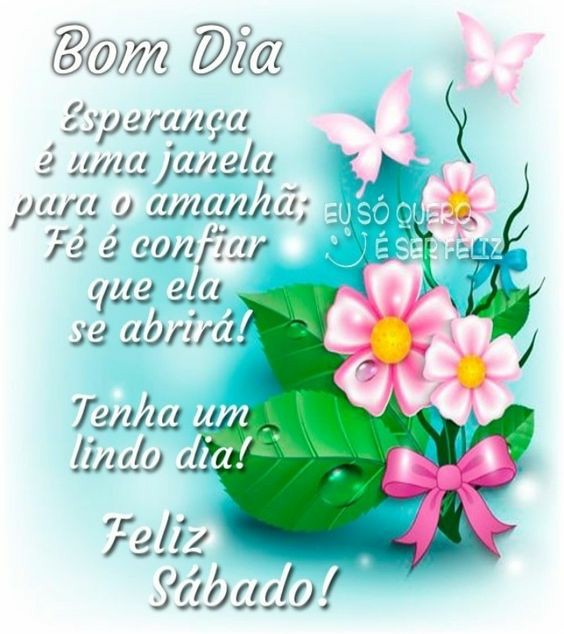 Bom Dia
Esperança
é uma janela
para o amanhã;
Fé é confiar
que ela
se abrirá!
Tenha um
lindo dia!
Feliz
Sábado!
EU SÓ QUERO
É SER FELIZ